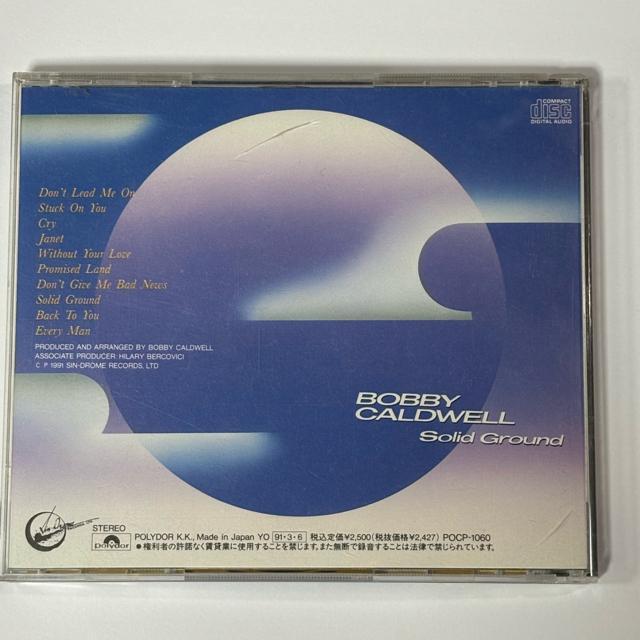 COMPACT
disc
DIGITAL AUDIO
Don't Lead Me On
Stuck On You
Cry
Janet
Without Your Love
Promised Land
Don't Give Me Bad News
Solid Ground
Back To You
Every Man
PRODUCED AND ARRANGED BY BOBBY CALDWELL
ASSOCIATE PRODUCER HILARY BERCOVICI
C P 1991 SIN-DROME RECORDS, LTD
BOBBY
CALDWELL
Solid Ground
Sin-Drome
STEREO
Polydor
POLYDOR K.K., Made in Japan YO 91・3・6 税込定価¥2,500(税抜価格¥2,427) POCP-1060
●権利者の許諾なく賃貸業に使用することを禁じます。また無断で録音することは法律で禁じられています。